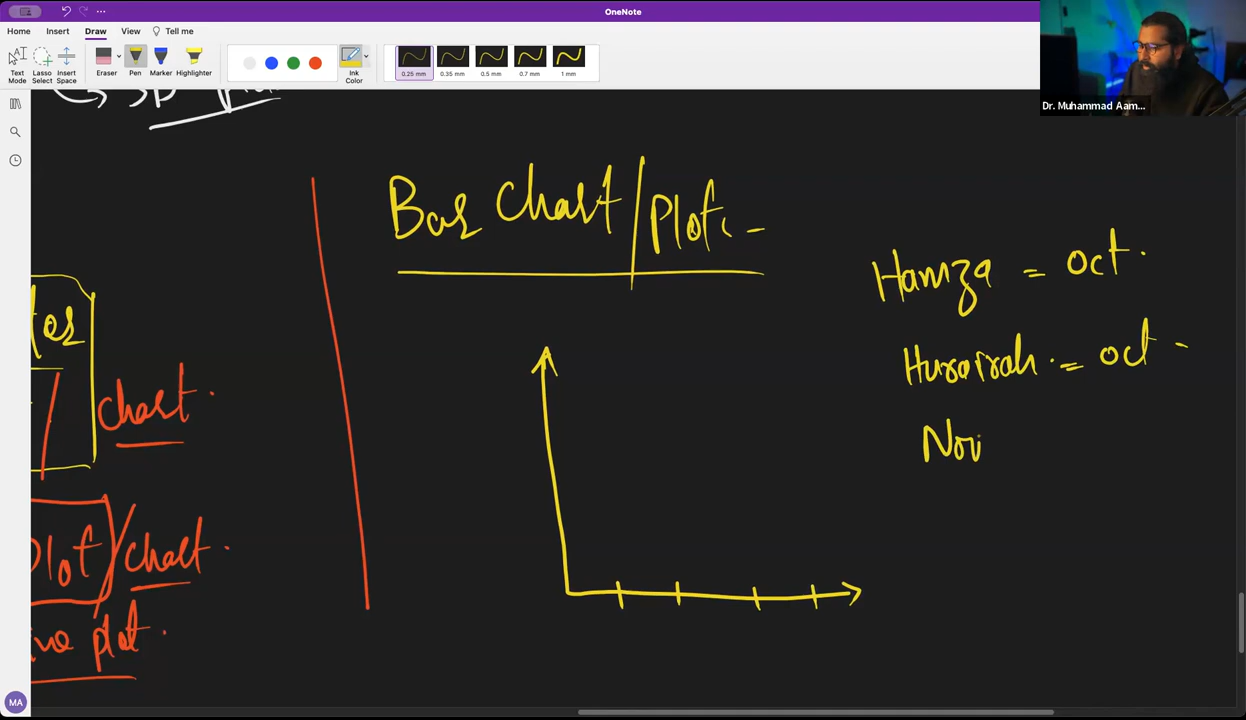 OneNote
Home Insert Draw View Tell me
Text Mode
Lasso Select
Insert Space
Eraser
Pen
Marker
Highlighter
Ink Color
0.25 mm
0.35 mm
0.5 mm
0.7 mm
1 mm
Dr. Muhammad Aam...
Bar Chart / Plot
Hamza = Oct.
Hurairah = Oct
Nov
chart.
Plot / chart.
plot.
MA